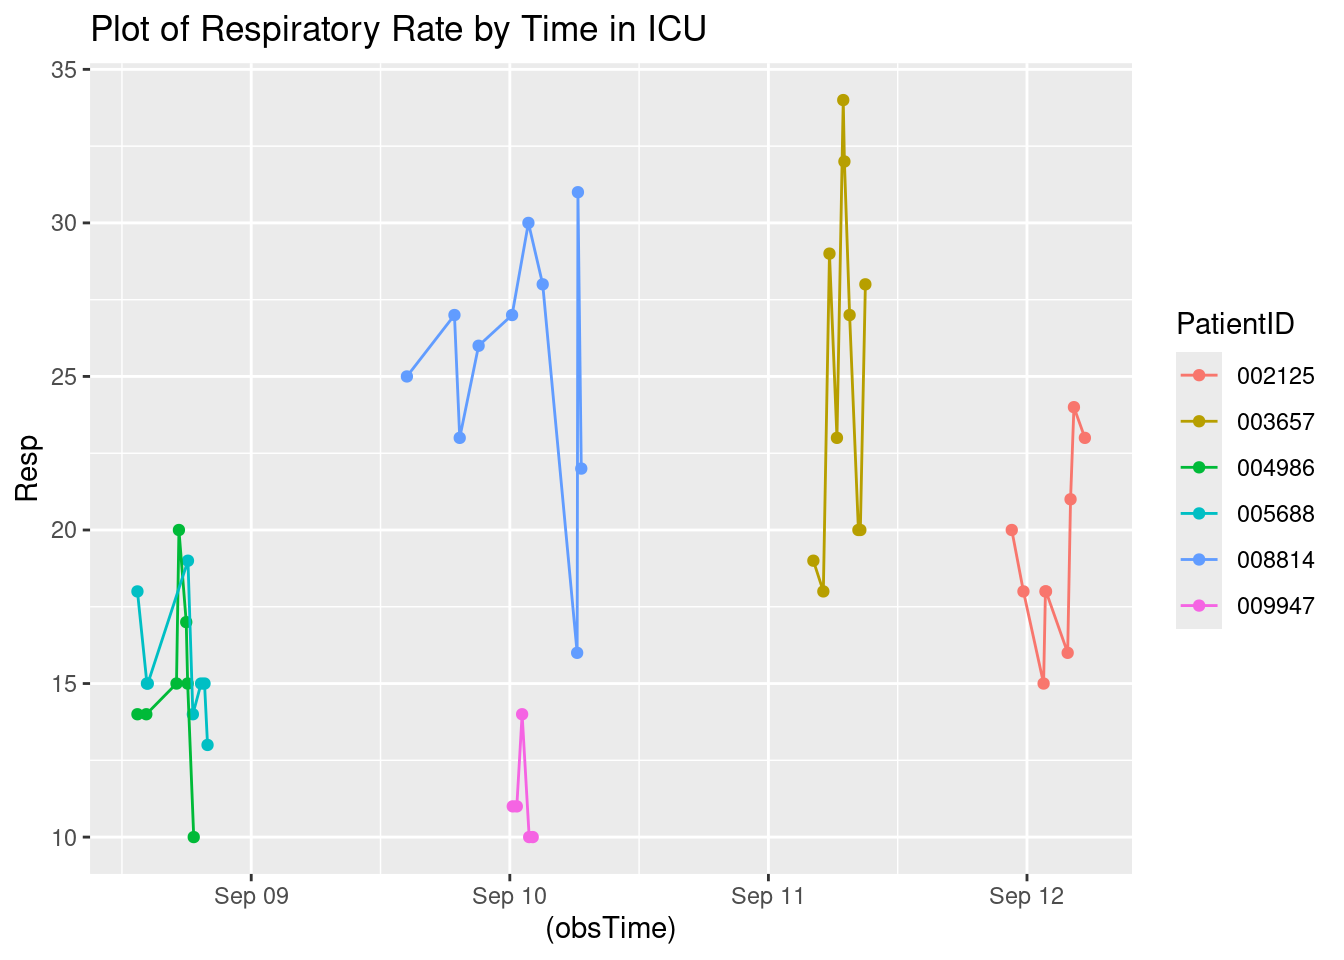 Plot of Respiratory Rate by Time in ICU
35
30
25
20
15
10
Resp
Sep 09 Sep 10 Sep 11 Sep 12
(obsTime)
PatientID
002125
003657
004986
005688
008814
009947